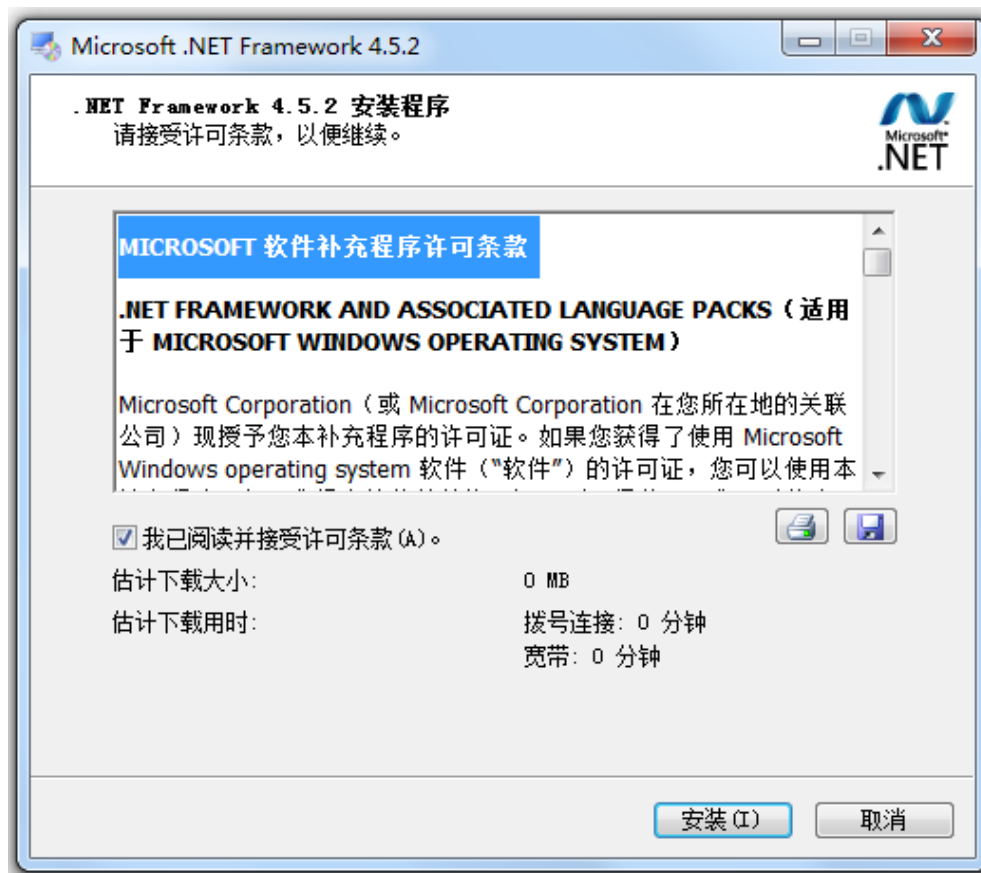 Microsoft .NET Framework 4.5.2
.NET Framework 4.5.2 安装程序
请接受许可条款，以便继续。
Microsoft®
.NET
MICROSOFT 软件补充程序许可条款
.NET FRAMEWORK AND ASSOCIATED LANGUAGE PACKS（适用
于 MICROSOFT WINDOWS OPERATING SYSTEM）
Microsoft Corporation（或 Microsoft Corporation 在您所在地的关联
公司）现授予您本补充程序的许可证。如果您获得了使用 Microsoft
Windows operating system 软件（“软件”）的许可证，您可以使用本
我已阅读并接受许可条款(A)。
估计下载大小: 0 MB
估计下载用时: 拨号连接: 0 分钟
宽带: 0 分钟
安装(I) 取消